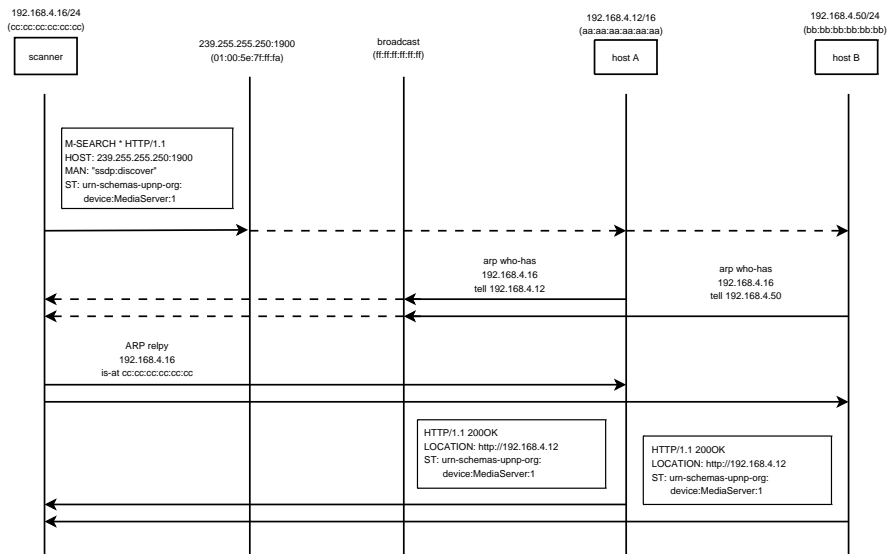 192.168.4.16/24
(cc:cc:cc:cc:cc:cc)
scanner
239.255.255.250:1900
(01:00:5e:7f:ff:fa)
broadcast
(ff:ff:ff:ff:ff:ff)
192.168.4.12/16
(aa:aa:aa:aa:aa:aa)
host A
192.168.4.50/24
(bb:bb:bb:bb:bb:bb)
host B
M-SEARCH * HTTP/1.1
HOST: 239.255.255.250:1900
MAN: "ssdp:discover"
ST: urn-schemas-upnp-org:
device:MediaServer:1
arp who-has
192.168.4.16
tell 192.168.4.12
arp who-has
192.168.4.16
tell 192.168.4.50
ARP relpy
192.168.4.16
is-at cc:cc:cc:cc:cc:cc
HTTP/1.1 200OK
LOCATION: http://192.168.4.12
ST: urn-schemas-upnp-org:
device:MediaServer:1
HTTP/1.1 200OK
LOCATION: http://192.168.4.12
ST: urn-schemas-upnp-org:
device:MediaServer:1